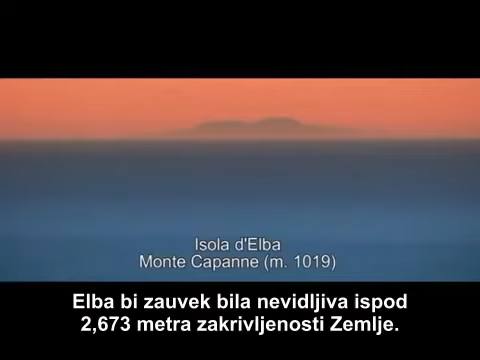 Isola d'Elba
Monte Capanne (m. 1019)
Elba bi zauvek bila nevidljiva ispod
2,673 metra zakrivljenosti Zemlje.